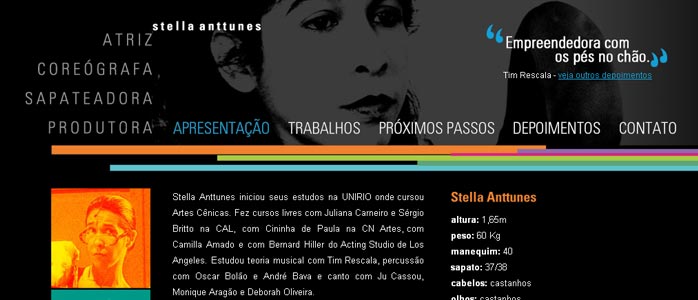 stella anttunes
ATRIZ
COREÓGRAFA
SAPATEADORA
PRODUTORA
“Empreendedora com
os pés no chão.”
Tim Rescala - veja outros depoimentos
APRESENTAÇÃO TRABALHOS PRÓXIMOS PASSOS DEPOIMENTOS CONTATO
Stella Anttunes iniciou seus estudos na UNIRIO onde cursou
Artes Cênicas. Fez cursos livres com Juliana Carneiro e Sérgio
Britto na CAL, com Cininha de Paula na CN Artes, com
Camilla Amado e com Bernard Hiller do Acting Studio de Los
Angeles. Estudou teoria musical com Tim Rescala, percussão
com Oscar Bolão e André Bava e canto com Ju Cassou,
Monique Aragão e Deborah Oliveira.
Stella Anttunes
altura: 1,65m
peso: 60 Kg
manequim: 40
sapato: 37/38
cabelos: castanhos
olhos: castanhos